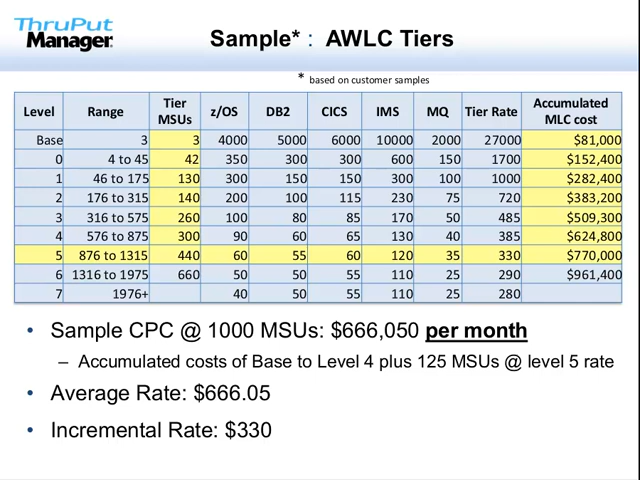 ThruPut
Manager®
Sample* : AWLC Tiers
* based on customer samples
Level Range Tier MSUs z/OS DB2 CICS IMS MQ Tier Rate Accumulated MLC cost
Base 3 3 4000 5000 6000 10000 2000 27000 $81,000
0 4 to 45 42 350 300 300 600 150 1700 $152,400
1 46 to 175 130 300 150 150 300 100 1000 $282,400
2 176 to 315 140 200 100 115 230 75 720 $383,200
3 316 to 575 260 100 80 85 170 50 485 $509,300
4 576 to 875 300 90 60 65 130 40 385 $624,800
5 876 to 1315 440 60 55 60 120 35 330 $770,000
6 1316 to 1975 660 50 50 55 110 25 290 $961,400
7 1976+ 40 50 55 110 25 280
• Sample CPC @ 1000 MSUs: $666,050 per month
– Accumulated costs of Base to Level 4 plus 125 MSUs @ level 5 rate
• Average Rate: $666.05
• Incremental Rate: $330